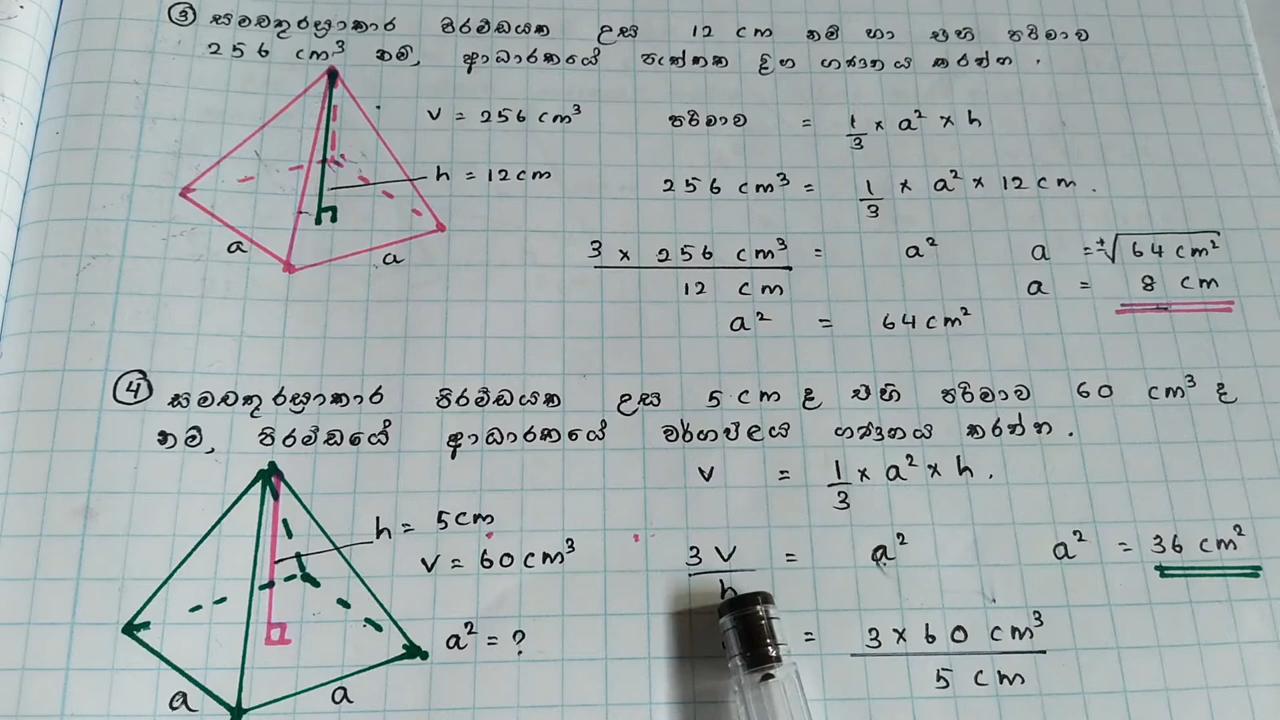 ③ සමචතුරස්‍රාකාර පිරමිඩයක උස 12 cm නම් හා එහි පරිමාව
256 cm³ නම්, ආධාරකයේ පැත්තක දිග ගණනය කරන්න .
V = 256 cm³
h = 12 cm
a
a
පරිමාව = 1/3 × a² × h
256 cm³ = 1/3 × a² × 12 cm .
3 × 256 cm³ / 12 cm = a²
a² = 64 cm²
a = ±√64 cm²
a = 8 cm
④ සමචතුරස්‍රාකාර පිරමිඩයක උස 5 cm ද එහි පරිමාව 60 cm³ ද
නම්, පිරමිඩයේ ආධාරකයේ වර්ගඵලය ගණනය කරන්න .
h = 5 cm
V = 60 cm³
a² = ?
a
a
V = 1/3 × a² × h .
3 V / h = a²
= 3 × 60 cm³ / 5 cm
a² = 36 cm²